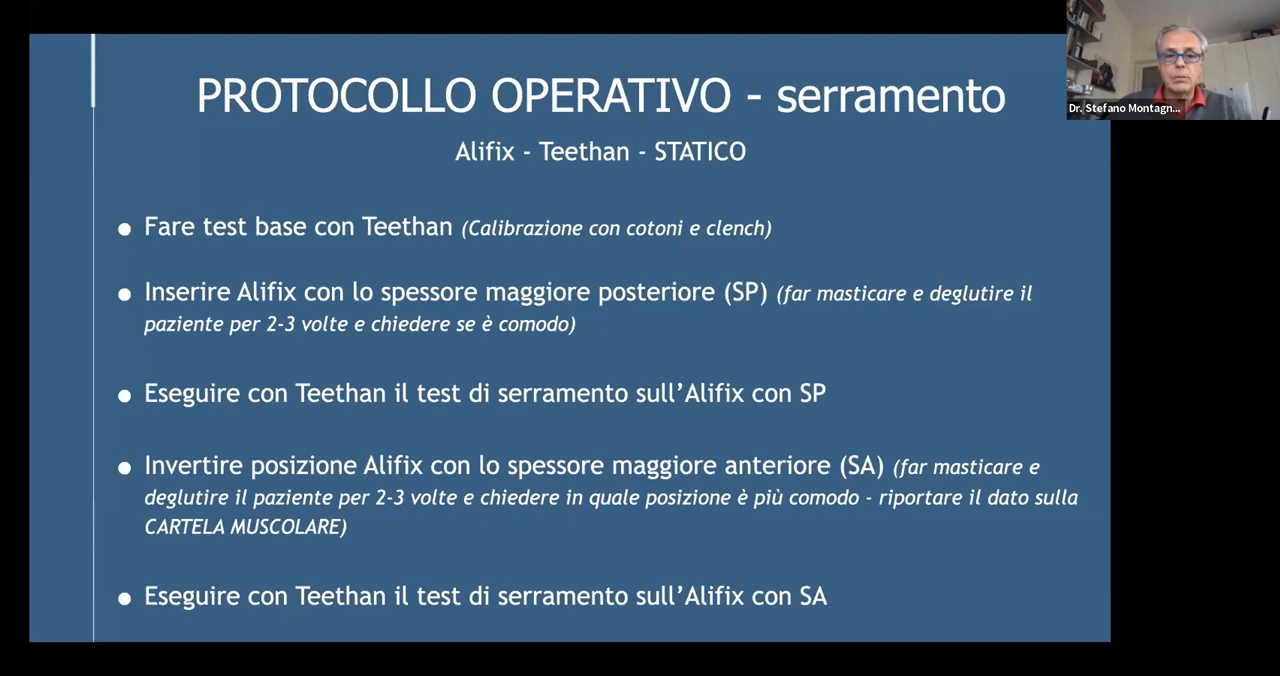 PROTOCOLLO OPERATIVO - serramento
Alifix - Teethan - STATICO
● Fare test base con Teethan (Calibrazione con cotoni e clench)
● Inserire Alifix con lo spessore maggiore posteriore (SP) (far masticare e deglutire il
paziente per 2-3 volte e chiedere se è comodo)
● Eseguire con Teethan il test di serramento sull’Alifix con SP
● Invertire posizione Alifix con lo spessore maggiore anteriore (SA) (far masticare e
deglutire il paziente per 2-3 volte e chiedere in quale posizione è più comodo - riportare il dato sulla
CARTELA MUSCOLARE)
● Eseguire con Teethan il test di serramento sull’Alifix con SA
Dr. Stefano Montagn...